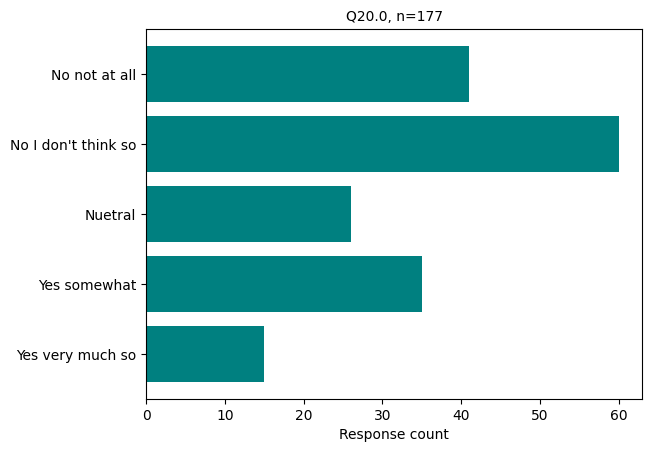 Q20.0, n=177
No not at all
No I don't think so
Nuetral
Yes somewhat
Yes very much so
0 10 20 30 40 50 60
Response count